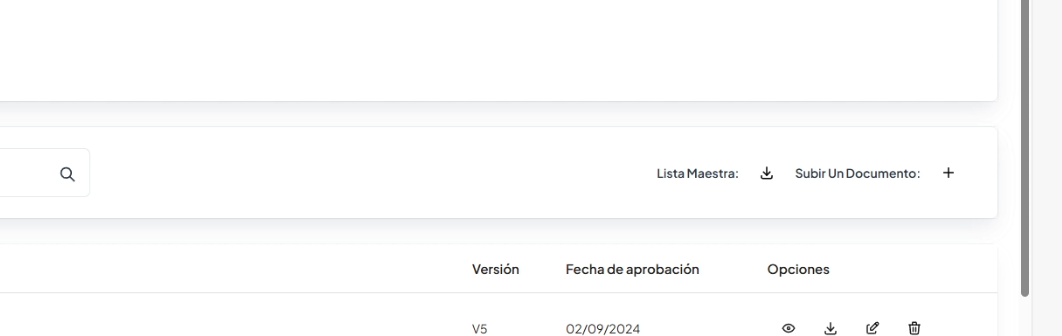 Lista Maestra: Subir Un Documento: +
Versión Fecha de aprobación Opciones
V5 02/09/2024